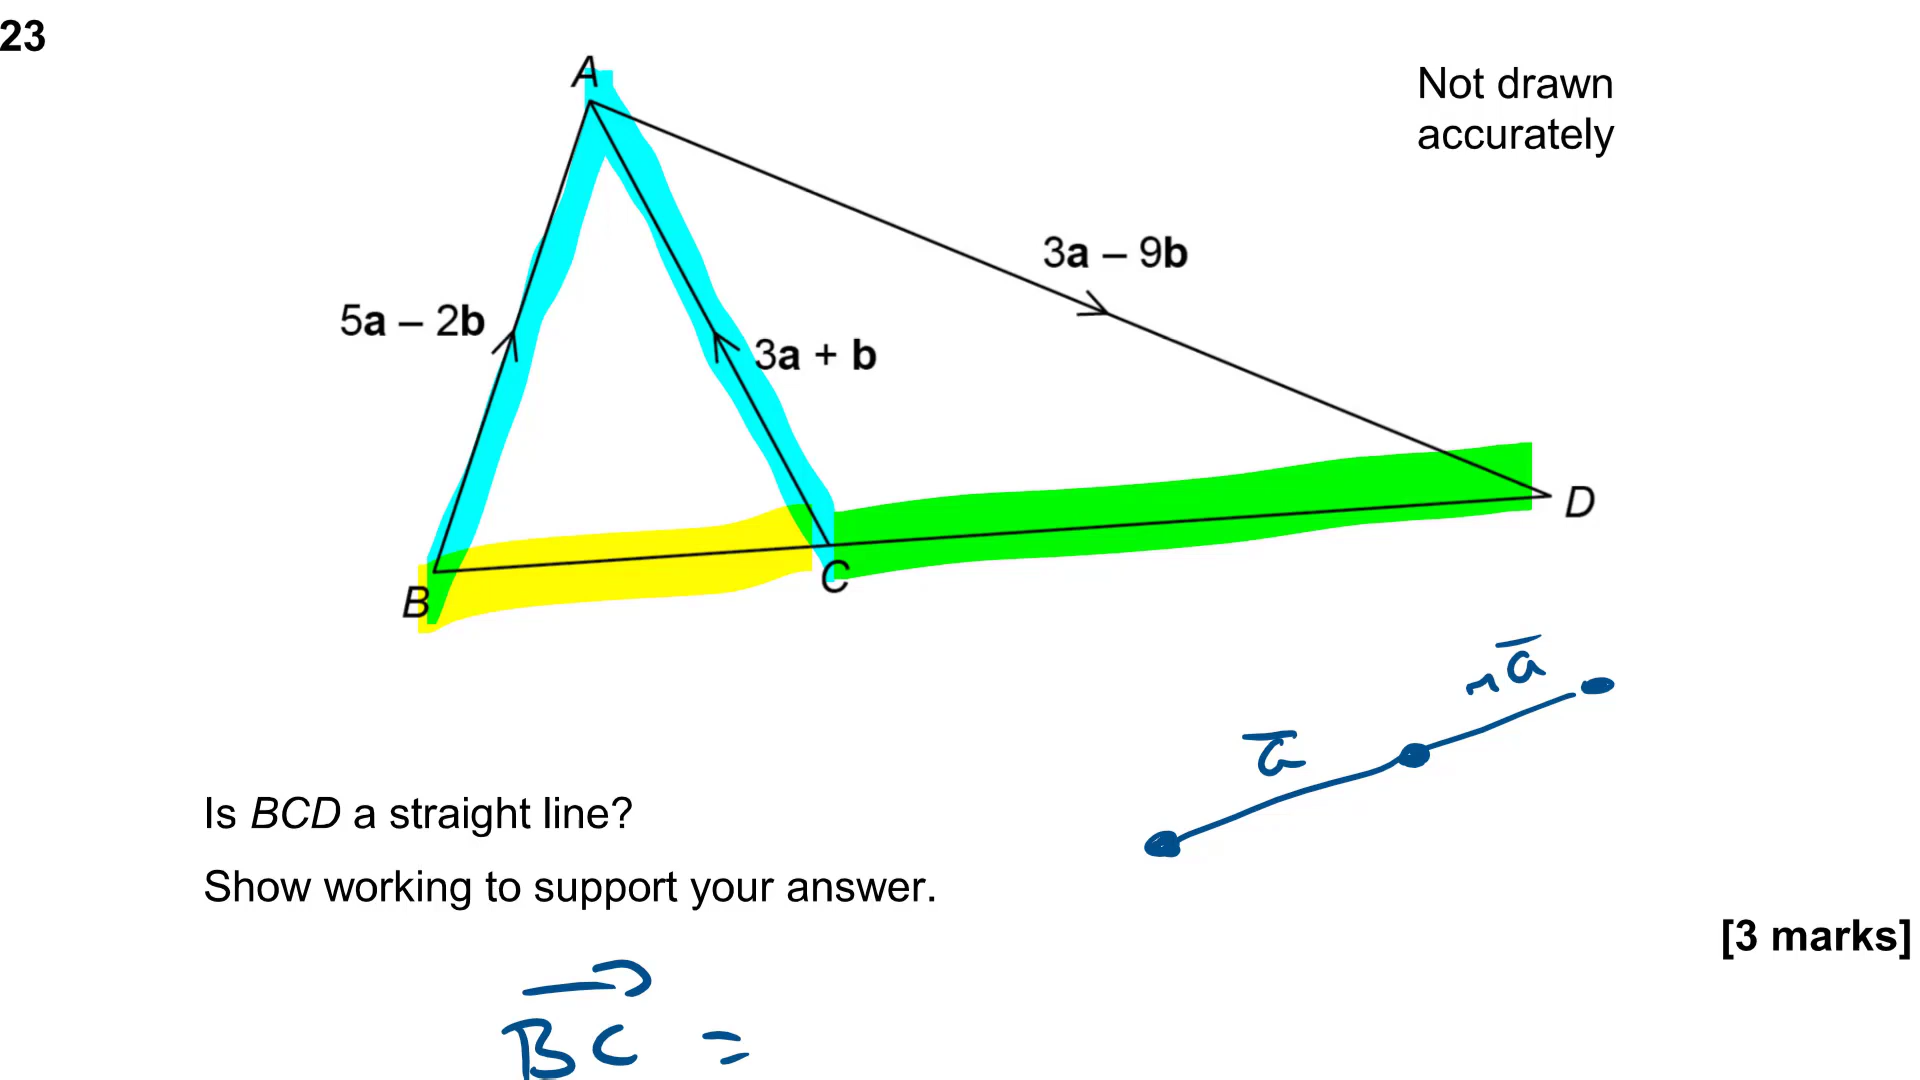 23
A
Not drawn
accurately
3a – 9b
5a – 2b
3a + b
D
C
B
a
a
Is BCD a straight line?
Show working to support your answer.
[3 marks]
BC =